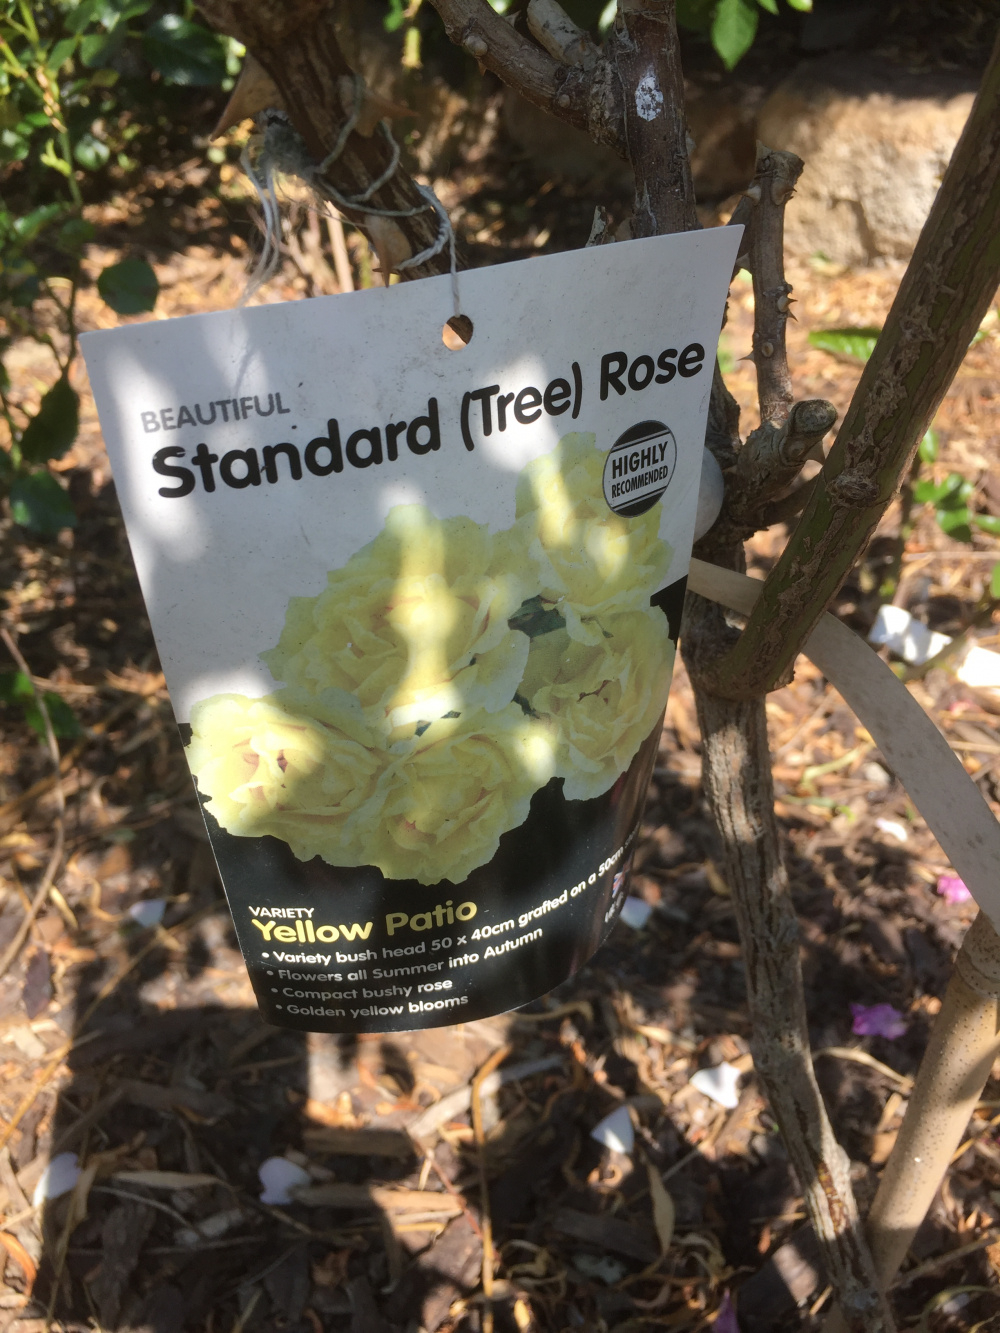 BEAUTIFUL
Standard (Tree) Rose
HIGHLY
RECOMMENDED
VARIETY
Yellow Patio
• Variety bush head 50 x 40cm grafted on a 50cm
• Flowers all Summer into Autumn
• Compact bushy rose
• Golden yellow blooms